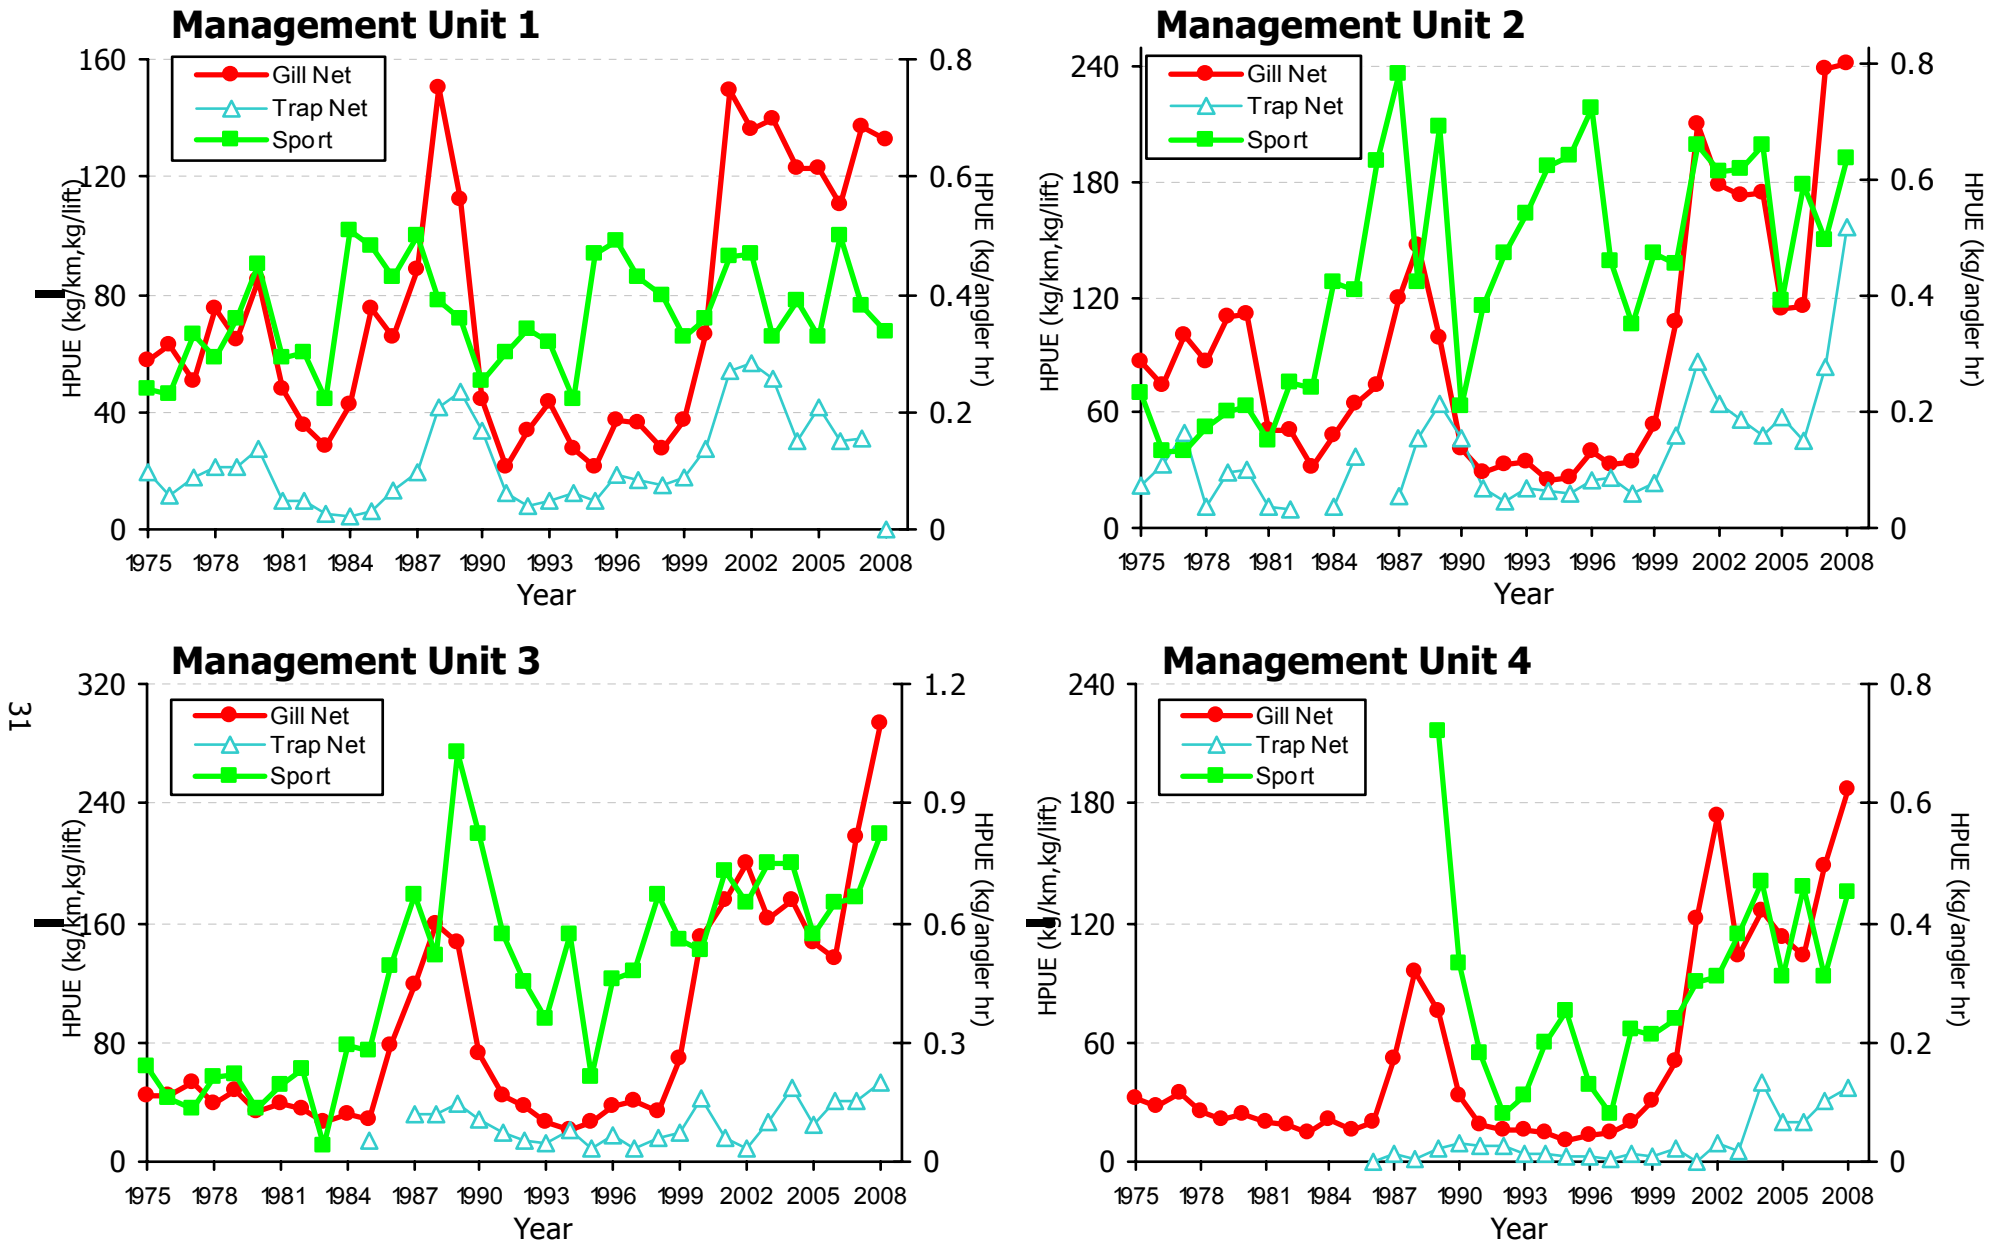 Management Unit 1
Gill Net
Trap Net
Sport
160
120
80
40
0
0.8
0.6
0.4
0.2
0
HPUE (kg/km,kg/lift)
HPUE (kg/angler hr)
1975 1978 1981 1984 1987 1990 1993 1996 1999 2002 2005 2008
Year
Management Unit 2
Gill Net
Trap Net
Sport
240
180
120
60
0
0.8
0.6
0.4
0.2
0
HPUE (kg/km,kg/lift)
HPUE (kg/angler hr)
1975 1978 1981 1984 1987 1990 1993 1996 1999 2002 2005 2008
Year
31
Management Unit 3
Gill Net
Trap Net
Sport
320
240
160
80
0
1.2
0.9
0.6
0.3
0
HPUE (kg/km,kg/lift)
HPUE (kg/angler hr)
1975 1978 1981 1984 1987 1990 1993 1996 1999 2002 2005 2008
Year
Management Unit 4
Gill Net
Trap Net
Sport
240
180
120
60
0
0.8
0.6
0.4
0.2
0
HPUE (kg/km,kg/lift)
HPUE (kg/angler hr)
1975 1978 1981 1984 1987 1990 1993 1996 1999 2002 2005 2008
Year